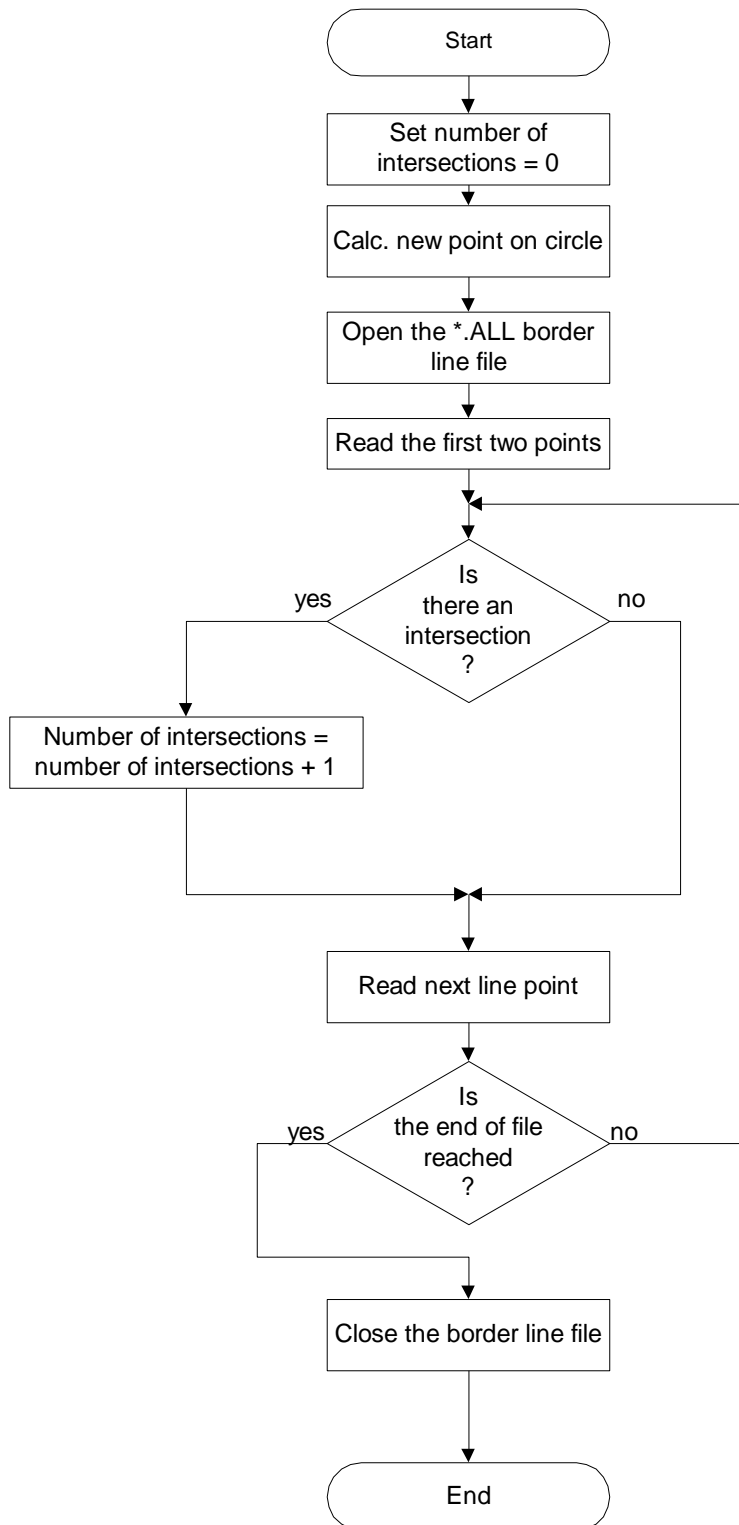 Start
Set number of
intersections = 0
Calc. new point on circle
Open the *.ALL border
line file
Read the first two points
Is
there an
intersection
?
yes
no
Number of intersections =
number of intersections + 1
Read next line point
Is
the end of file
reached
?
yes
no
Close the border line file
End